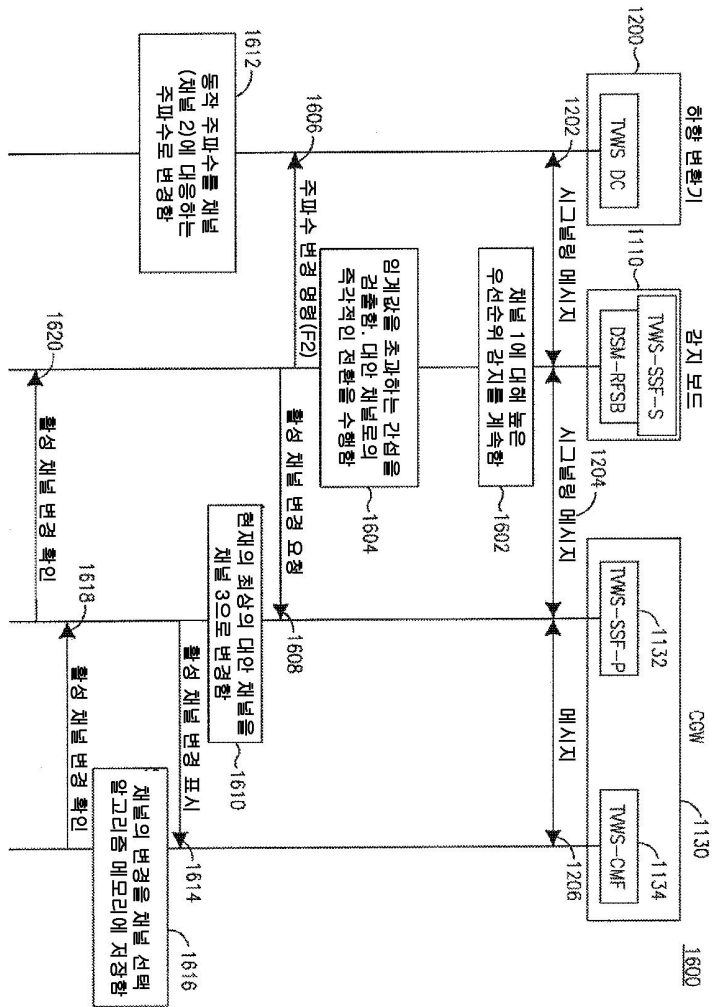 1600
하향 변환기
1200
TVWS DC
감지 보드
1110
TVWS-SSF-S
DSM-RFSB
CGW
1130
TVWS-SSF-P
1132
TVWS-CMF
1134
1202
시그널링 메시지
시그널링 메시지
1204
메시지
1206
채널 1에 대해 높은
우선순위 감지를 계속함
1602
임계값을 초과하는 간섭을
검출함. 대안 채널로의
즉각적인 전환을 수행함
1604
1606
주파수 변경 명령(F2)
활성 채널 변경 요청
1608
현재의 최상의 대안 채널을
채널 3으로 변경함
1610
동작 주파수를 채널
(채널 2)에 대응하는
주파수로 변경함
1612
활성 채널 변경 표시
1614
채널의 변경을 채널 선택
알고리즘 메모리에 저장함
1616
1618
활성 채널 변경 확인
1620
활성 채널 변경 확인